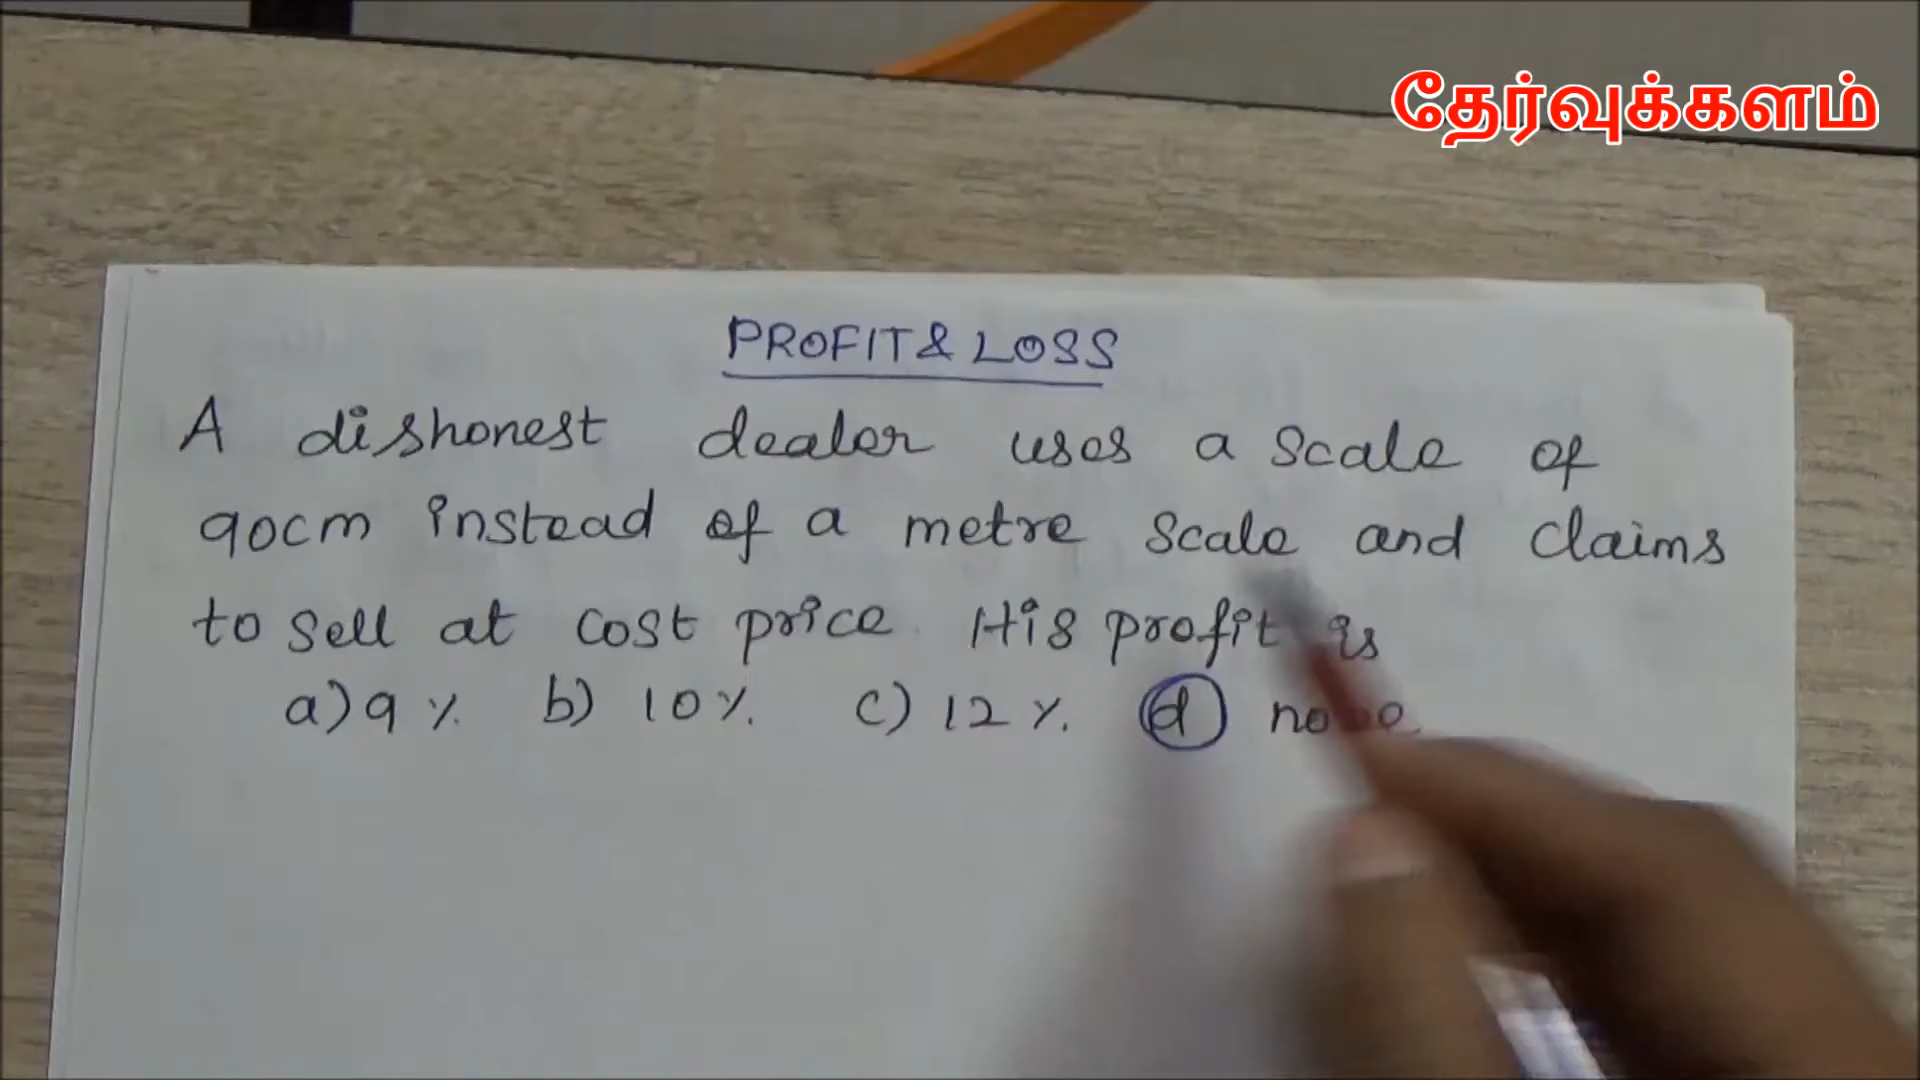 தேர்வுக்களம்
PROFIT & LOSS
A dishonest dealer uses a scale of
90cm instead of a metre scale and claims
to sell at cost price. His profit is
a) 9 % b) 10 %. c) 12 %. d